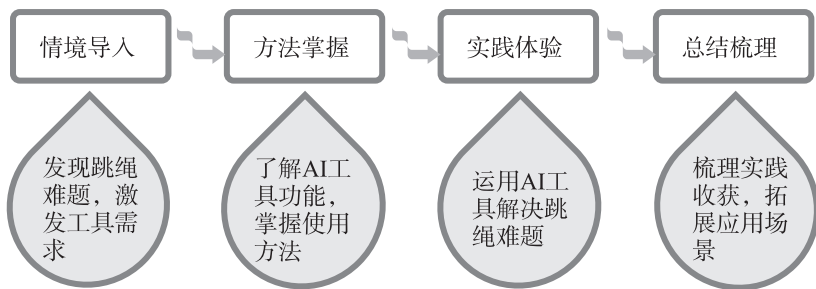 情境导入
方法掌握
实践体验
总结梳理
发现跳绳
难题，激
发工具需
求
了解AI工
具功能，
掌握使用
方法
运用AI工
具解决跳
绳难题
梳理实践
收获，拓
展应用场
景